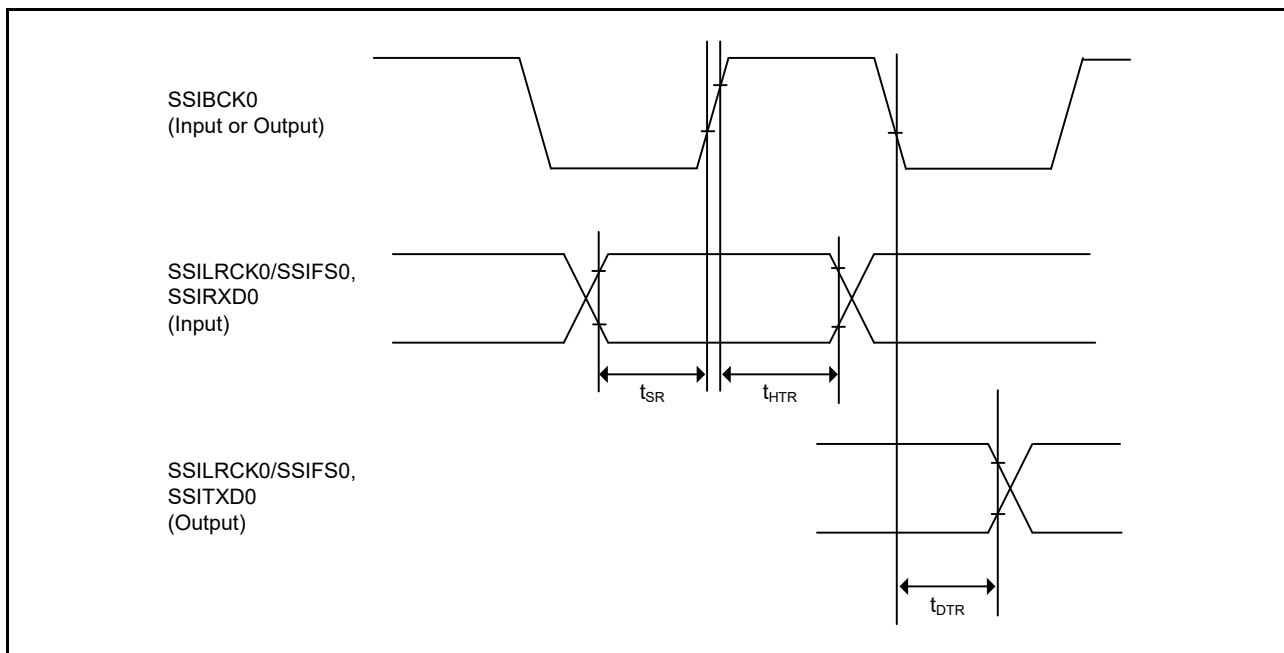 SSIBCK0
(Input or Output)
SSILRCK0/SSIFS0,
SSIRXD0
(Input)
tSR
tHTR
SSILRCK0/SSIFS0,
SSITXD0
(Output)
tDTR